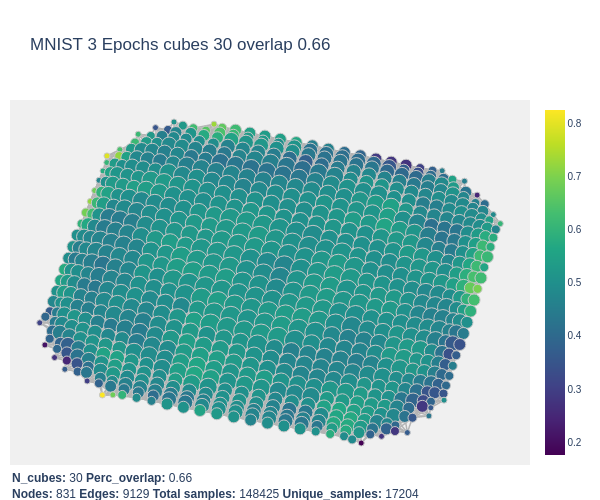 MNIST 3 Epochs cubes 30 overlap 0.66
0.8
0.7
0.6
0.5
0.4
0.3
0.2
N_cubes: 30 Perc_overlap: 0.66
Nodes: 831 Edges: 9129 Total samples: 148425 Unique_samples: 17204